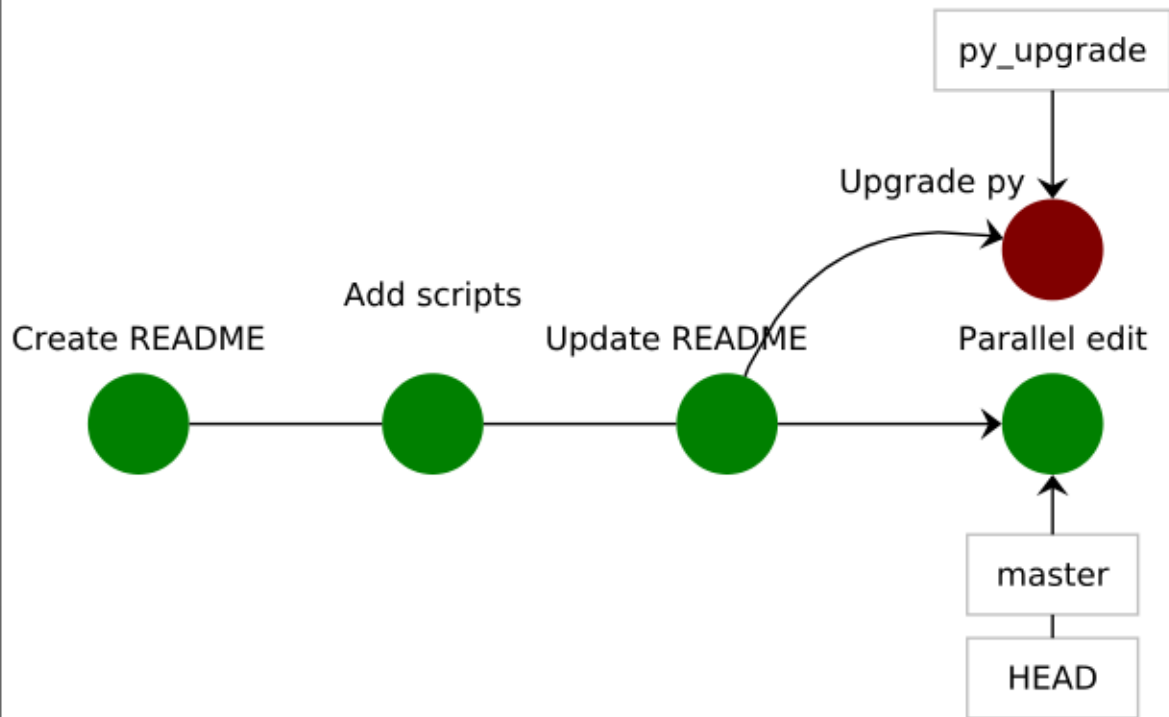 py_upgrade
Upgrade py
Add scripts
Create README
Update README
Parallel edit
master
HEAD